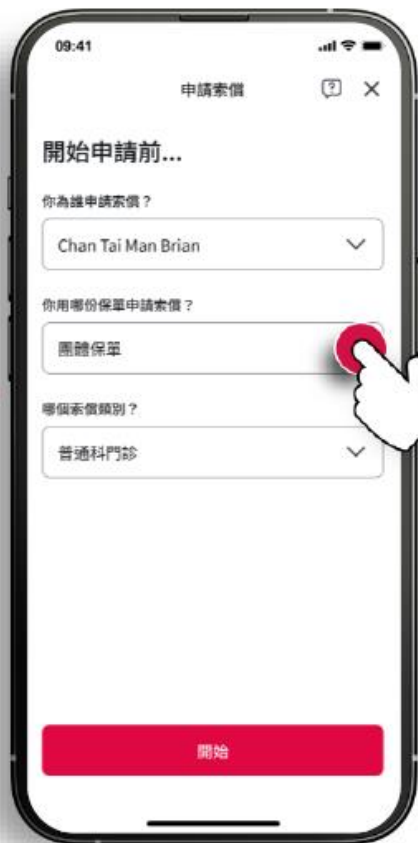 09:41
申請索償
開始申請前...
你為誰申請索償？
Chan Tai Man Brian
你用哪份保單申請索償？
團體保單
哪個索償類別？
普通科門診
開始